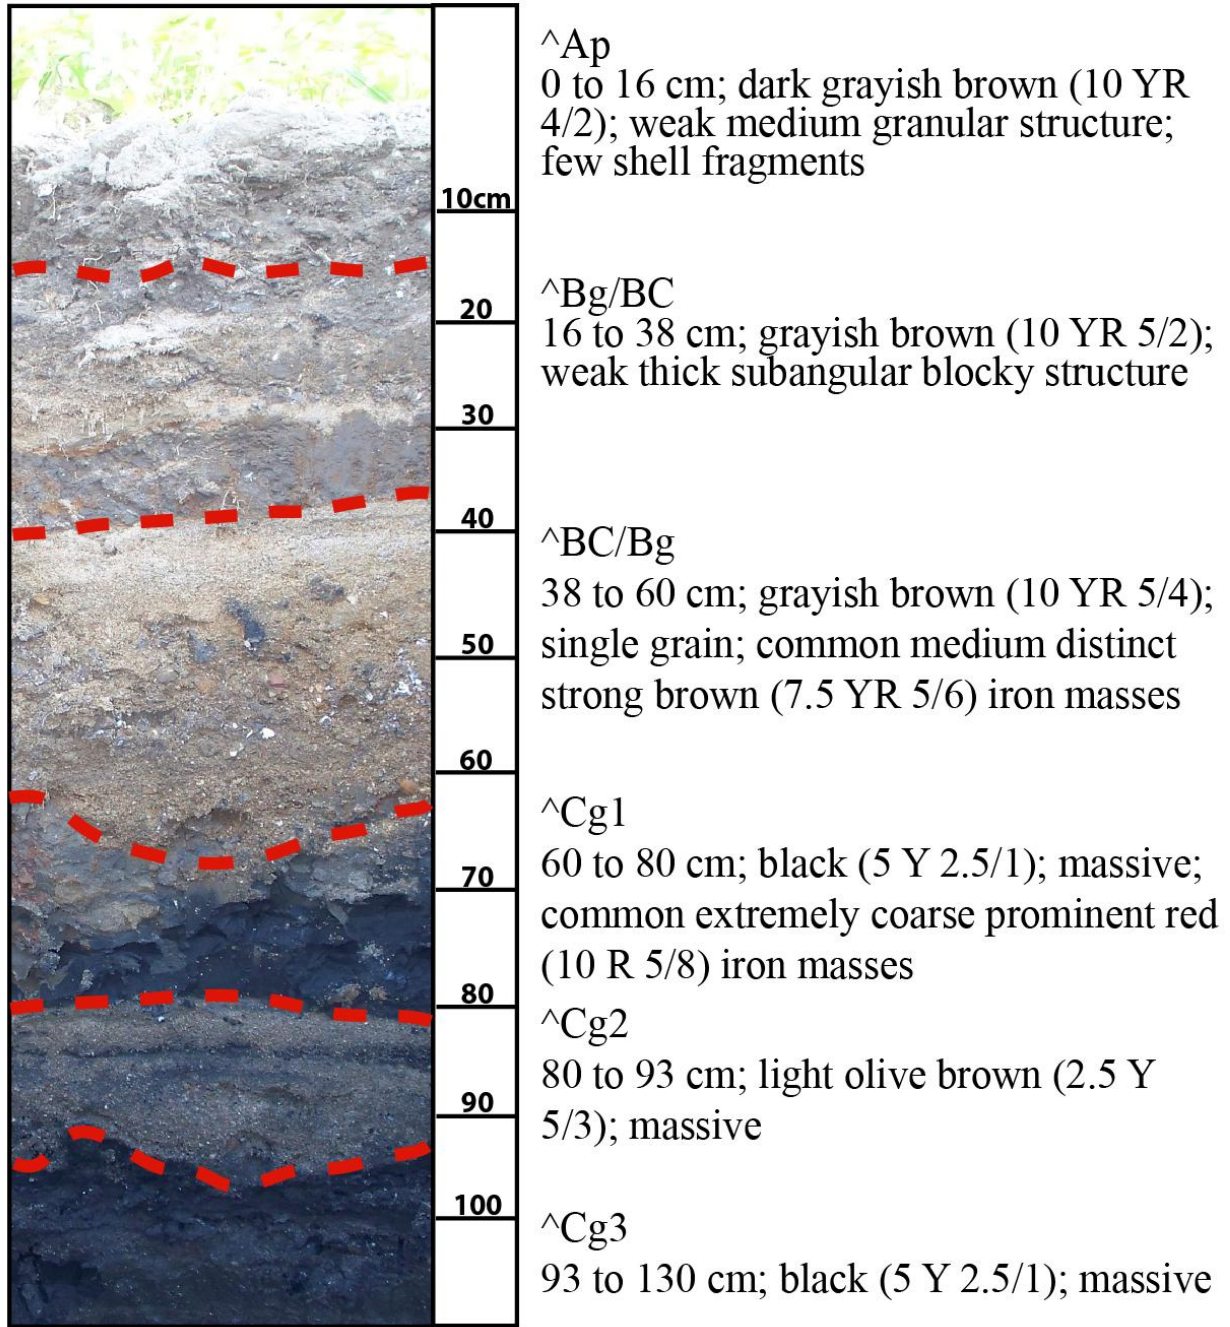 10cm
20
30
40
50
60
70
80
90
100
^Ap
0 to 16 cm; dark grayish brown (10 YR
4/2); weak medium granular structure;
few shell fragments
^Bg/BC
16 to 38 cm; grayish brown (10 YR 5/2);
weak thick subangular blocky structure
^BC/Bg
38 to 60 cm; grayish brown (10 YR 5/4);
single grain; common medium distinct
strong brown (7.5 YR 5/6) iron masses
^Cg1
60 to 80 cm; black (5 Y 2.5/1); massive;
common extremely coarse prominent red
(10 R 5/8) iron masses
^Cg2
80 to 93 cm; light olive brown (2.5 Y
5/3); massive
^Cg3
93 to 130 cm; black (5 Y 2.5/1); massive